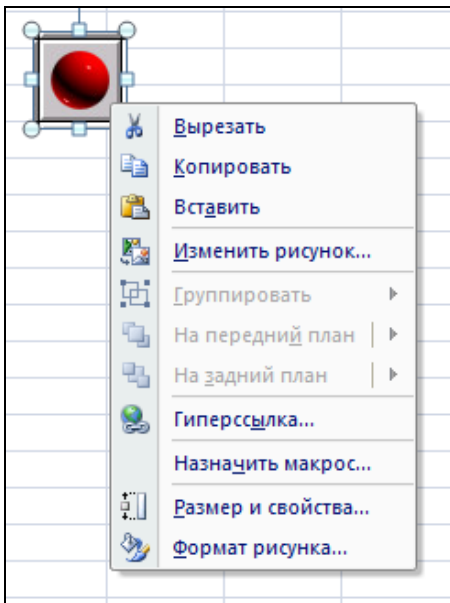 Вырезать
Копировать
Вставить
Изменить рисунок...
Группировать
На передний план
На задний план
Гиперссылка...
Назначить макрос...
Размер и свойства...
Формат рисунка...